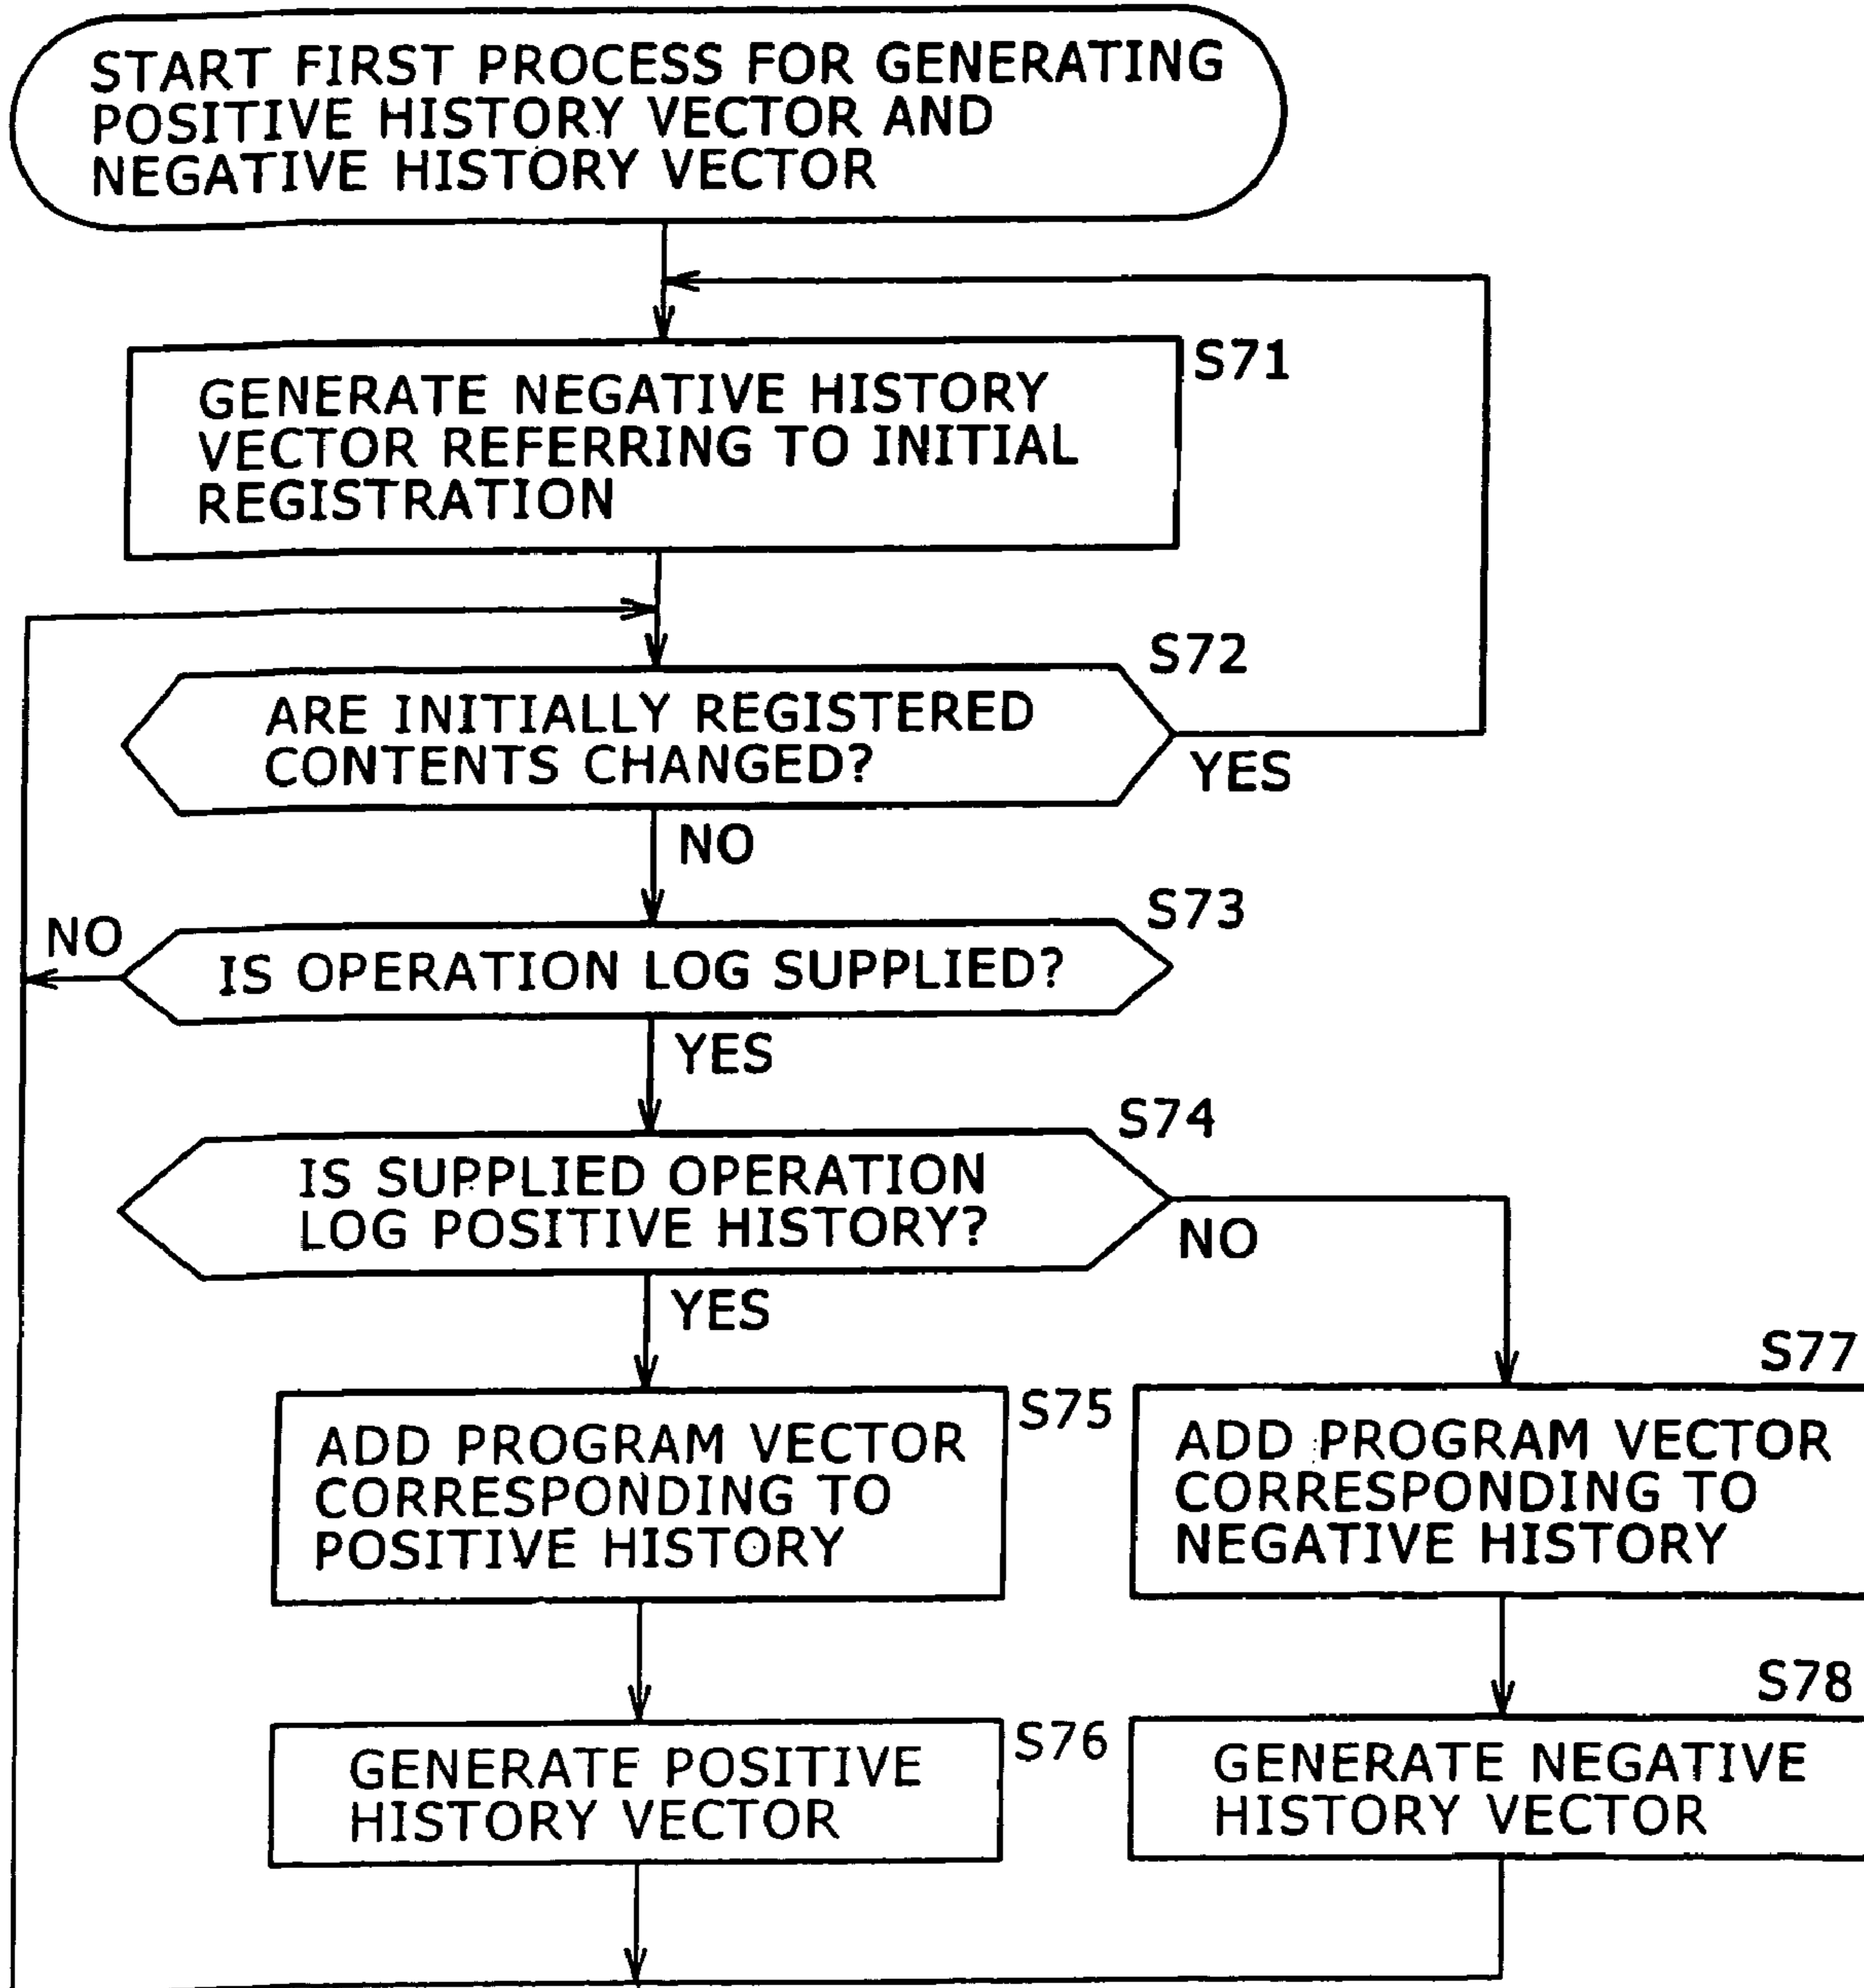 START FIRST PROCESS FOR GENERATING
POSITIVE HISTORY VECTOR AND
NEGATIVE HISTORY VECTOR
S71
GENERATE NEGATIVE HISTORY
VECTOR REFERRING TO INITIAL
REGISTRATION
S72
ARE INITIALLY REGISTERED
CONTENTS CHANGED?
YES
NO
S73
NO
IS OPERATION LOG SUPPLIED?
YES
S74
IS SUPPLIED OPERATION
LOG POSITIVE HISTORY?
NO
YES
S75
ADD PROGRAM VECTOR
CORRESPONDING TO
POSITIVE HISTORY
S77
ADD PROGRAM VECTOR
CORRESPONDING TO
NEGATIVE HISTORY
S76
GENERATE POSITIVE
HISTORY VECTOR
S78
GENERATE NEGATIVE
HISTORY VECTOR